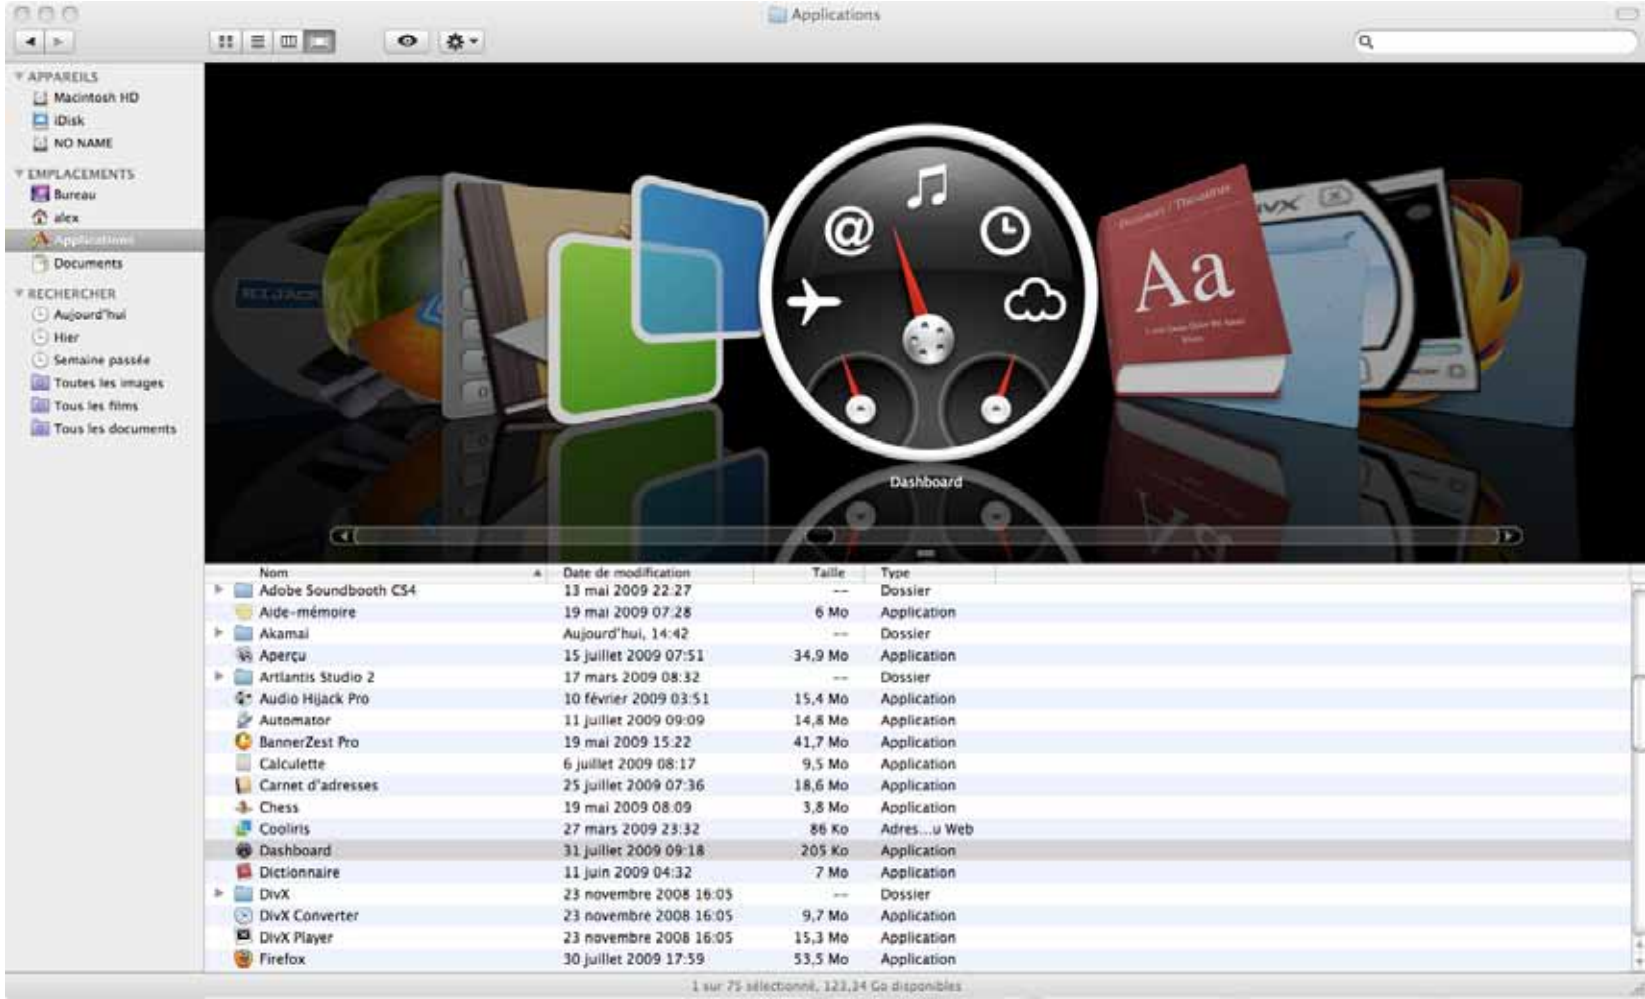 Applications
APPAREILS
Macintosh HD
iDisk
NO NAME
EMPLACEMENTS
Bureau
alex
Applications
Documents
RECHERCHER
Aujourd'hui
Hier
Semaine passée
Toutes les images
Tous les films
Tous les documents
Dictionary / Thesaurus
Aa
Dashboard
Nom Date de modification Taille Type
Adobe Soundbooth CS4 13 mai 2009 22:27 -- Dossier
Aide-mémoire 19 mai 2009 07:28 6 Mo Application
Akamai Aujourd'hui, 14:42 -- Dossier
Aperçu 15 juillet 2009 07:51 34,9 Mo Application
Artlantis Studio 2 17 mars 2009 08:32 -- Dossier
Audio Hijack Pro 10 février 2009 03:51 15,4 Mo Application
Automator 11 juillet 2009 09:09 14,8 Mo Application
BannerZest Pro 19 mai 2009 15:22 41,7 Mo Application
Calculette 6 juillet 2009 08:17 9,5 Mo Application
Carnet d'adresses 25 juillet 2009 07:36 18,6 Mo Application
Chess 19 mai 2009 08:09 3,8 Mo Application
Cooliris 27 mars 2009 23:32 86 Ko Adres...u Web
Dashboard 31 juillet 2009 09:18 205 Ko Application
Dictionnaire 11 juin 2009 04:32 7 Mo Application
DivX 23 novembre 2008 16:05 -- Dossier
DivX Converter 23 novembre 2008 16:05 9,7 Mo Application
DivX Player 23 novembre 2008 16:05 15,3 Mo Application
Firefox 30 juillet 2009 17:59 53,5 Mo Application
1 sur 75 sélectionné, 123,34 Go disponibles